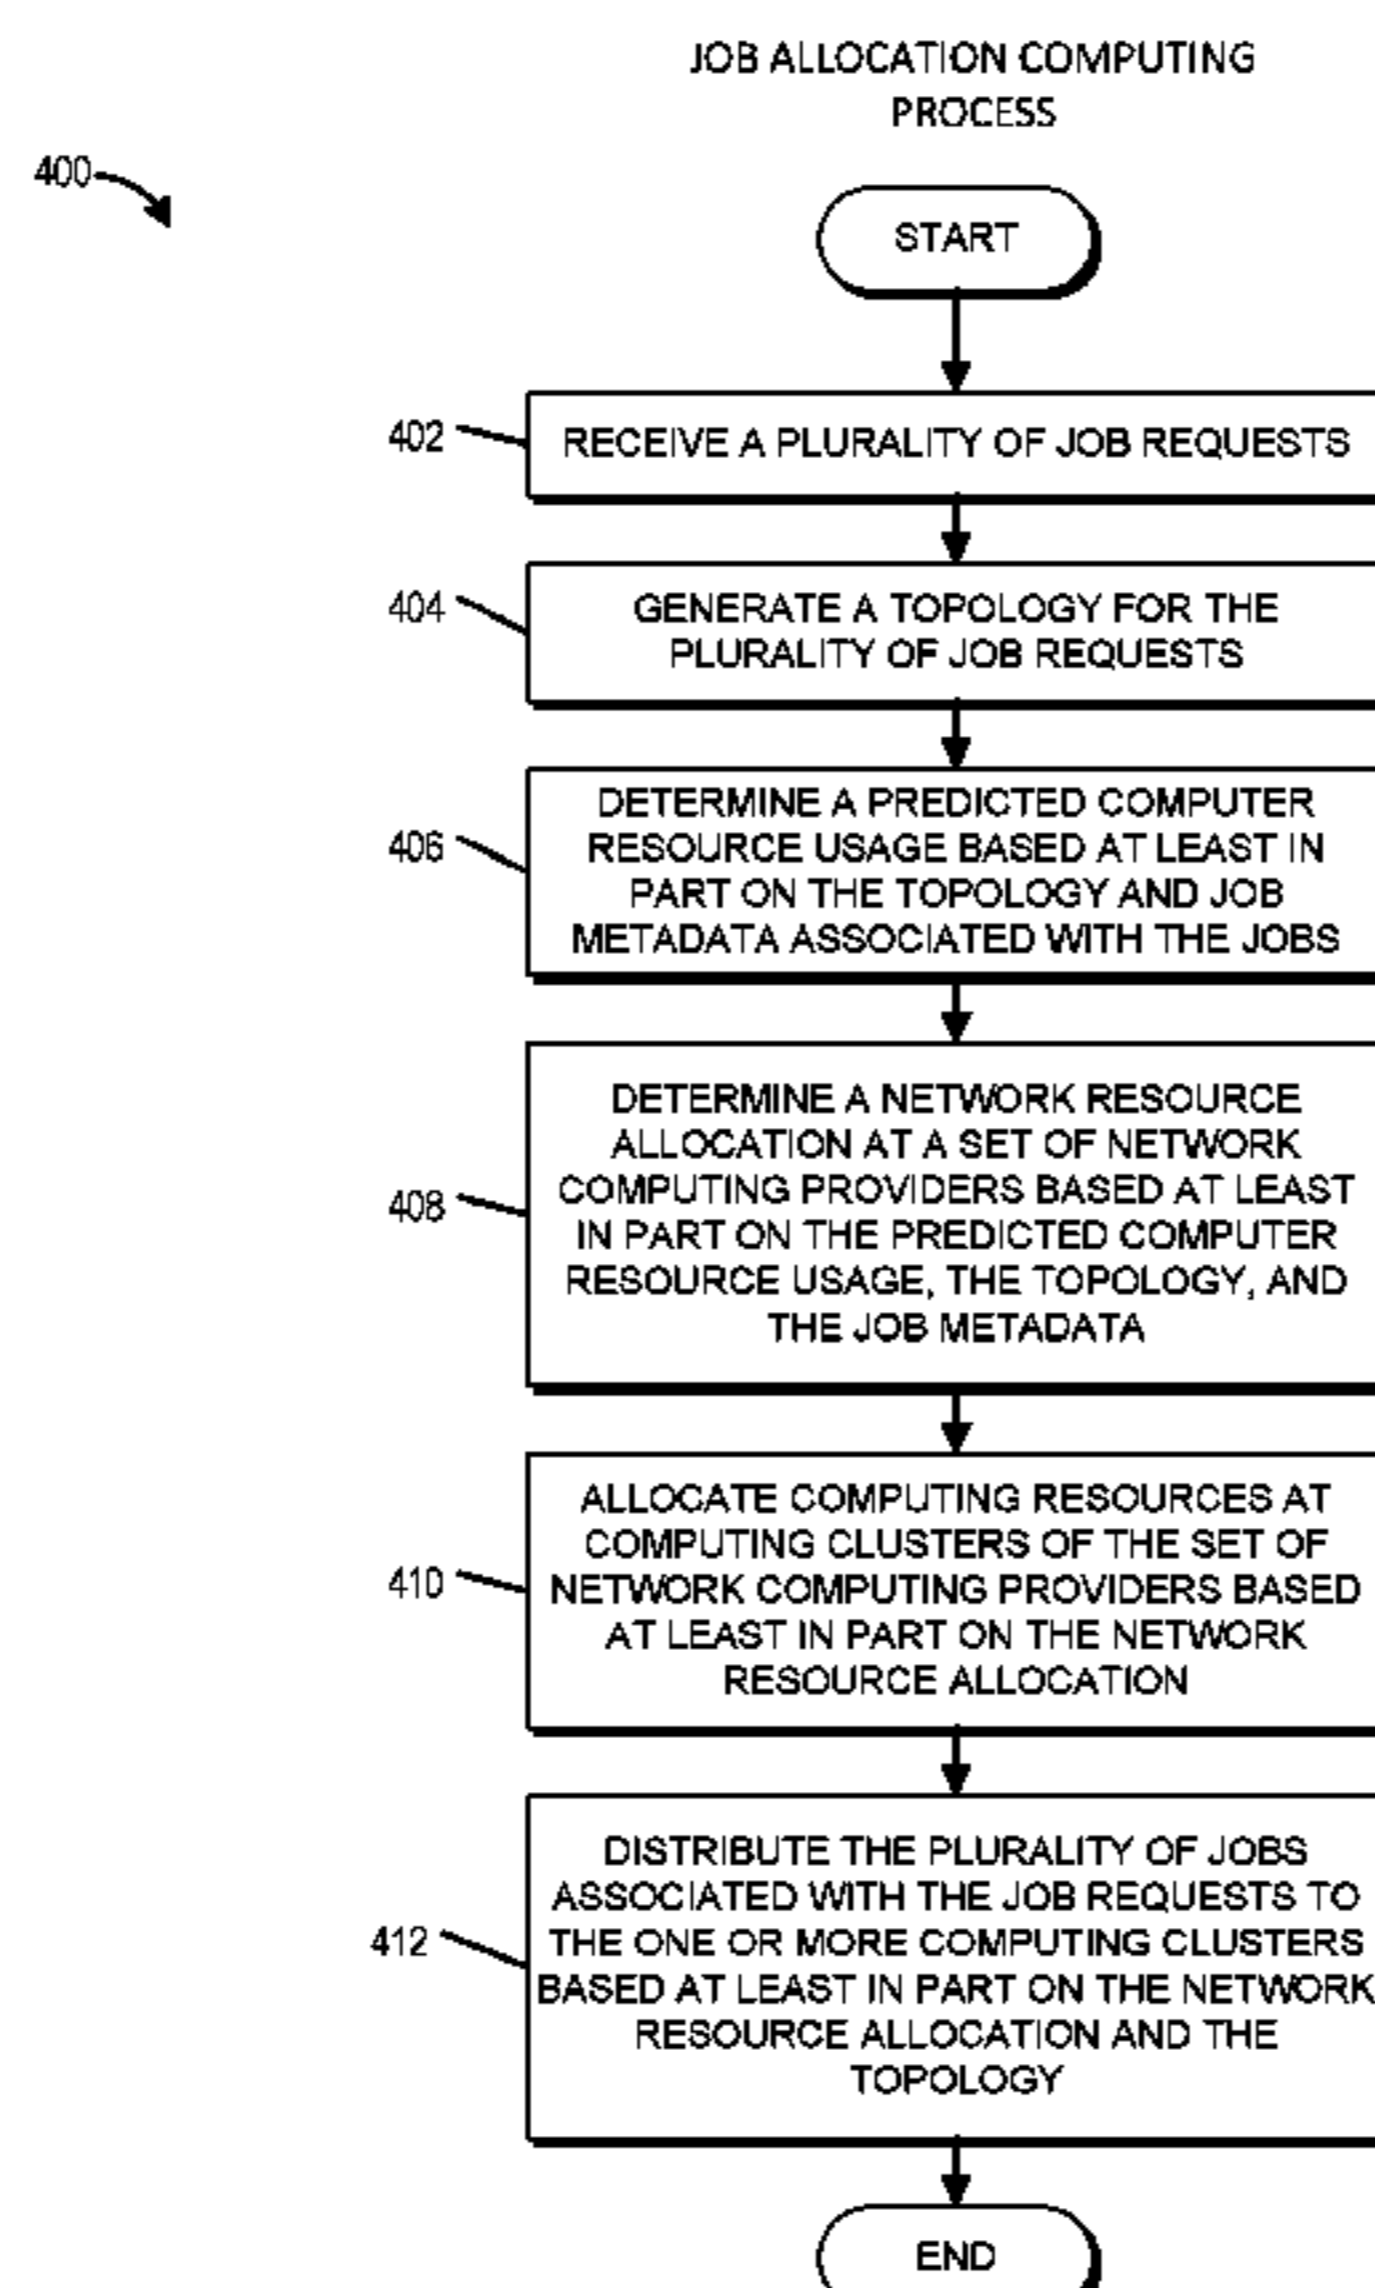 JOB ALLOCATION COMPUTING
PROCESS
400
START
402
RECEIVE A PLURALITY OF JOB REQUESTS
404
GENERATE A TOPOLOGY FOR THE
PLURALITY OF JOB REQUESTS
406
DETERMINE A PREDICTED COMPUTER
RESOURCE USAGE BASED AT LEAST IN
PART ON THE TOPOLOGY AND JOB
METADATA ASSOCIATED WITH THE JOBS
408
DETERMINE A NETWORK RESOURCE
ALLOCATION AT A SET OF NETWORK
COMPUTING PROVIDERS BASED AT LEAST
IN PART ON THE PREDICTED COMPUTER
RESOURCE USAGE, THE TOPOLOGY, AND
THE JOB METADATA
410
ALLOCATE COMPUTING RESOURCES AT
COMPUTING CLUSTERS OF THE SET OF
NETWORK COMPUTING PROVIDERS BASED
AT LEAST IN PART ON THE NETWORK
RESOURCE ALLOCATION
412
DISTRIBUTE THE PLURALITY OF JOBS
ASSOCIATED WITH THE JOB REQUESTS TO
THE ONE OR MORE COMPUTING CLUSTERS
BASED AT LEAST IN PART ON THE NETWORK
RESOURCE ALLOCATION AND THE
TOPOLOGY
END